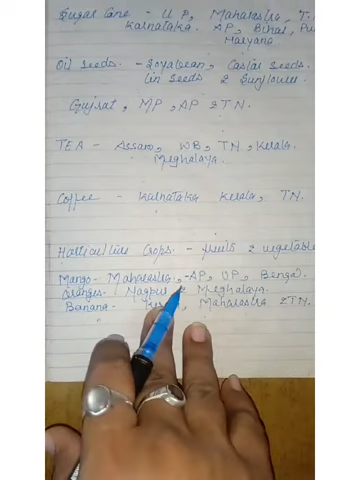 Sugar Cane - U P, Maharastra, T.
Karnataka. AP, Bihar, Pu
Haryana
Oil Seeds. - Soyabean, Castar Seeds.
Lin Seeds & Sunflower
Gujrat, MP, AP & TN.
TEA - Assam, WB, TN, Kerala
Meghalaya.
Coffee - Karnataka Kerala, TN.
Horticulture Crops. - fruits & vegetable
Mango - Maharastra, AP, UP, Benga
Oranges - Nagpur & Meghalaya.
Banana - Maharastra & TN.